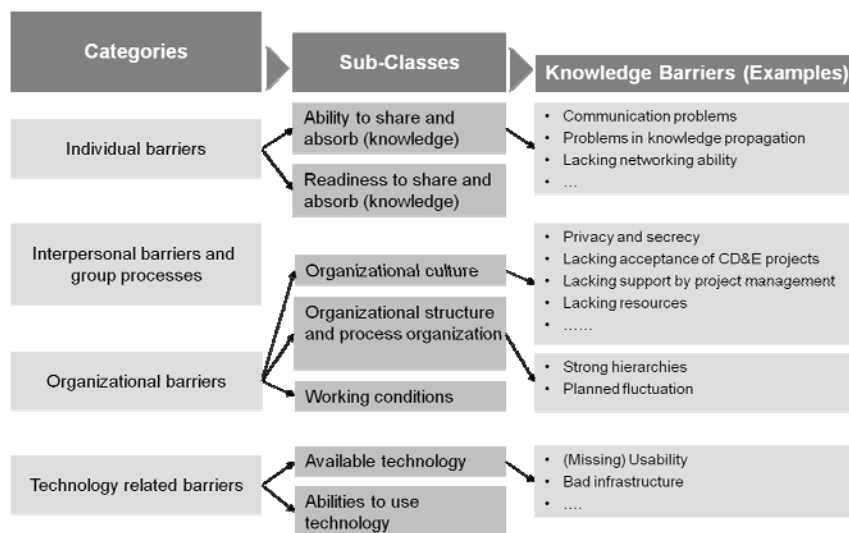 Categories
Sub-Classes
Knowledge Barriers (Examples)
Individual barriers
Ability to share and
absorb (knowledge)
Readiness to share and
absorb (knowledge)
• Communication problems
• Problems in knowledge propagation
• Lacking networking ability
• ...
Interpersonal barriers and
group processes
Organizational barriers
Organizational culture
Organizational structure
and process organization
Working conditions
• Privacy and secrecy
• Lacking acceptance of CD&E projects
• Lacking support by project management
• Lacking resources
• ......
• Strong hierarchies
• Planned fluctuation
Technology related barriers
Available technology
Abilities to use
technology
• (Missing) Usability
• Bad infrastructure
• ....